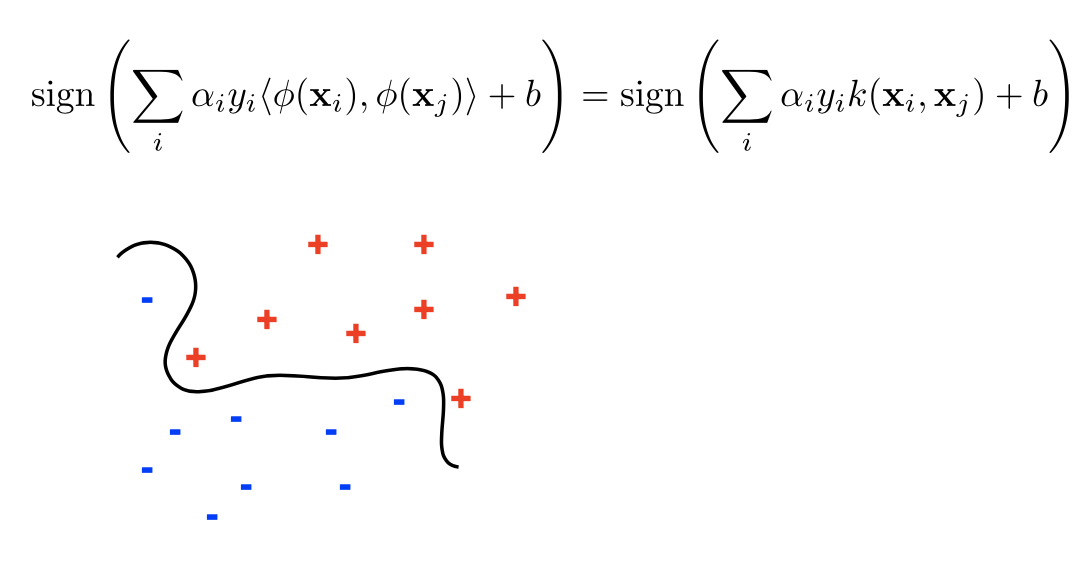 sign(∑_i α_i y_i ⟨ϕ(𝐱_i), ϕ(𝐱_j)⟩ + b) = sign(∑_i α_i y_i k(𝐱_i, 𝐱_j) + b)